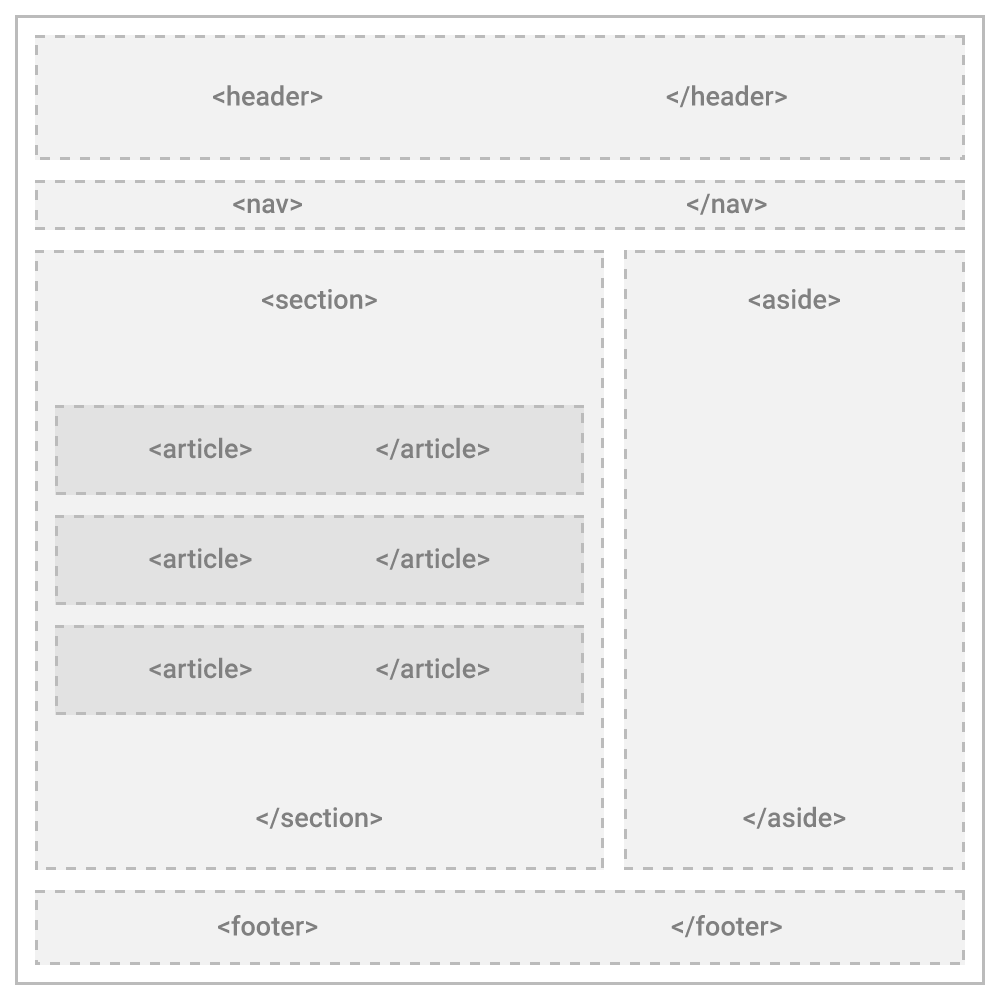 <header> </header>
<nav> </nav>
<section>
<article> </article>
<article> </article>
<article> </article>
</section>
<aside>
</aside>
<footer> </footer>